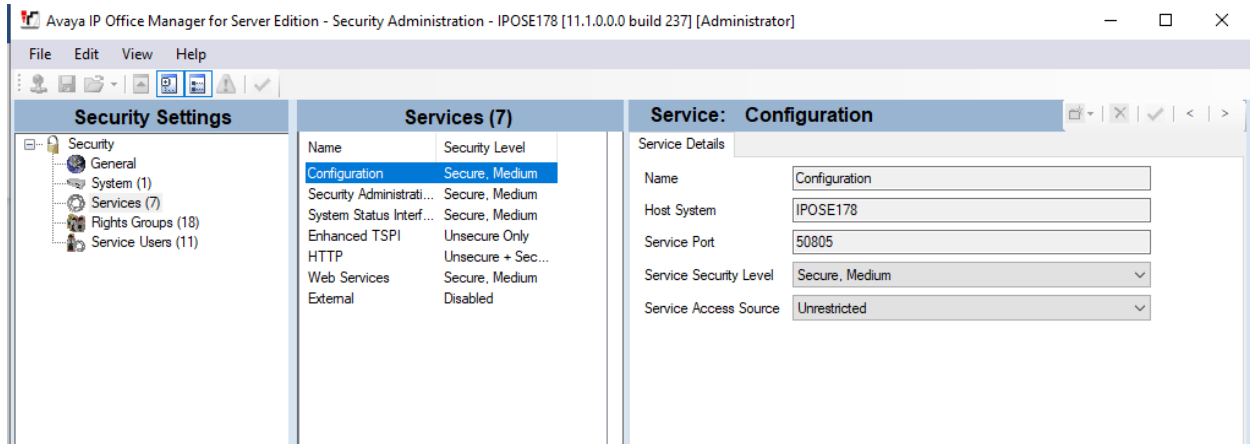 Avaya IP Office Manager for Server Edition - Security Administration - IPOSE178 [11.1.0.0.0 build 237] [Administrator]
File Edit View Help
Security Settings
Security
General
System (1)
Services (7)
Rights Groups (18)
Service Users (11)
Services (7)
Name Security Level
Configuration Secure, Medium
Security Administrati... Secure, Medium
System Status Interf... Secure, Medium
Enhanced TSPI Unsecure Only
HTTP Unsecure + Sec...
Web Services Secure, Medium
External Disabled
Service: Configuration
Service Details
Name Configuration
Host System IPOSE178
Service Port 50805
Service Security Level Secure, Medium
Service Access Source Unrestricted